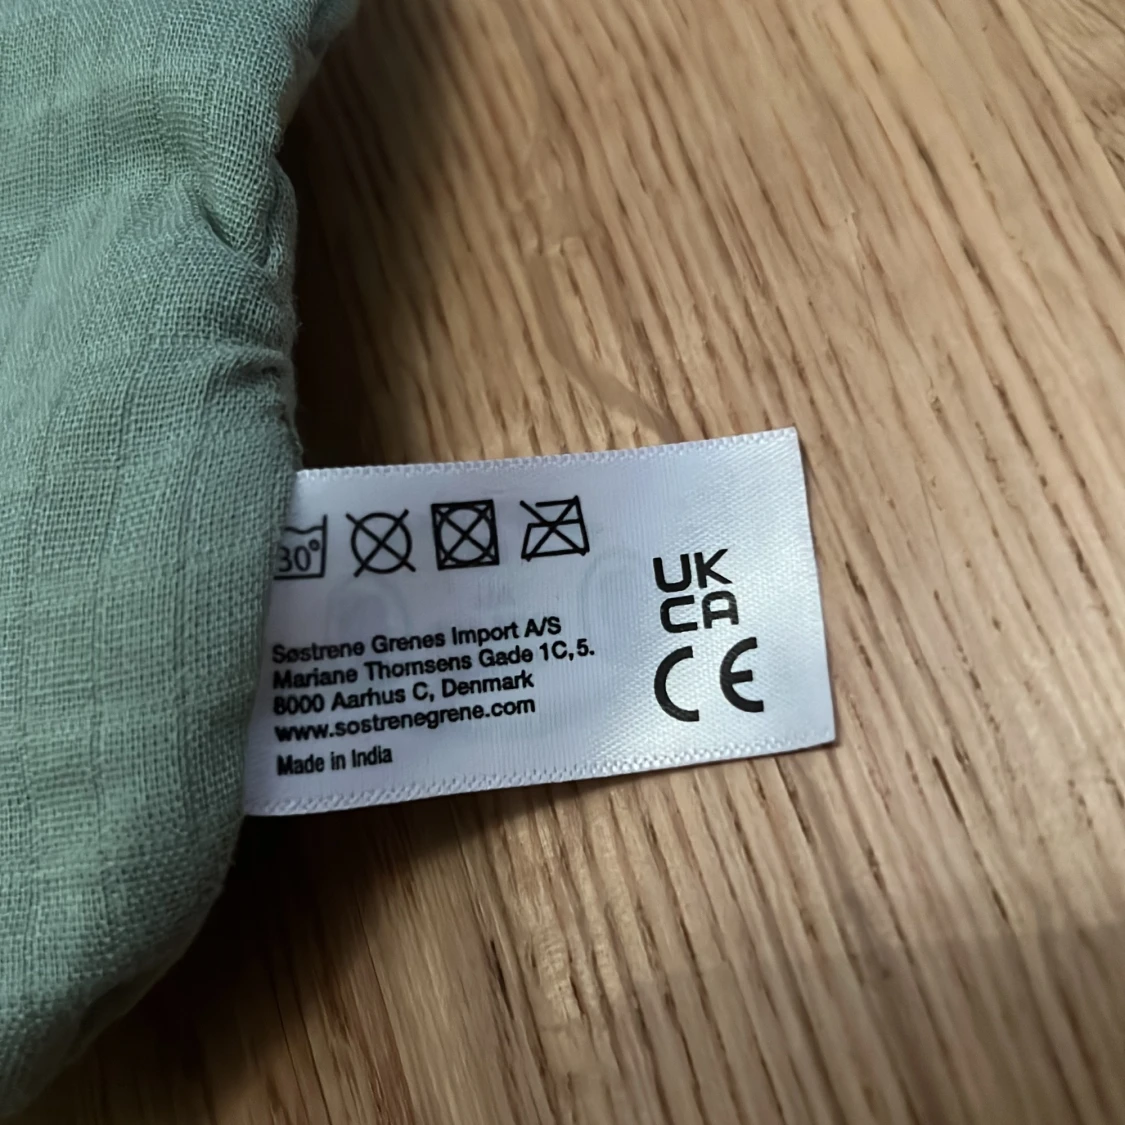 30°
Søstrene Grenes Import A/S
Mariane Thomsens Gade 1C,5.
8000 Aarhus C, Denmark
www.sostrenegrene.com
Made in India
UK
CA
CE